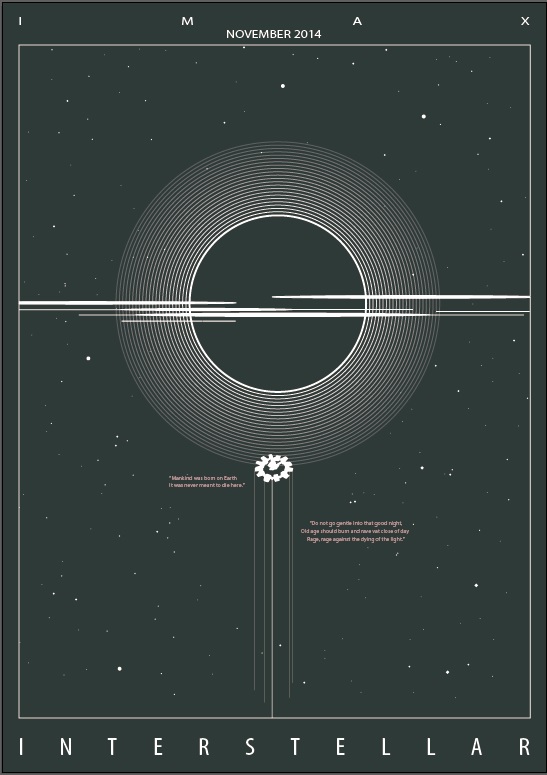 I M A X
NOVEMBER 2014
"Mankind was born on Earth
It was never meant to die here."
"Do not go gentle into that good night,
Old age should burn and rave at close of day
Rage, rage against the dying of the light."
I N T E R S T E L L A R